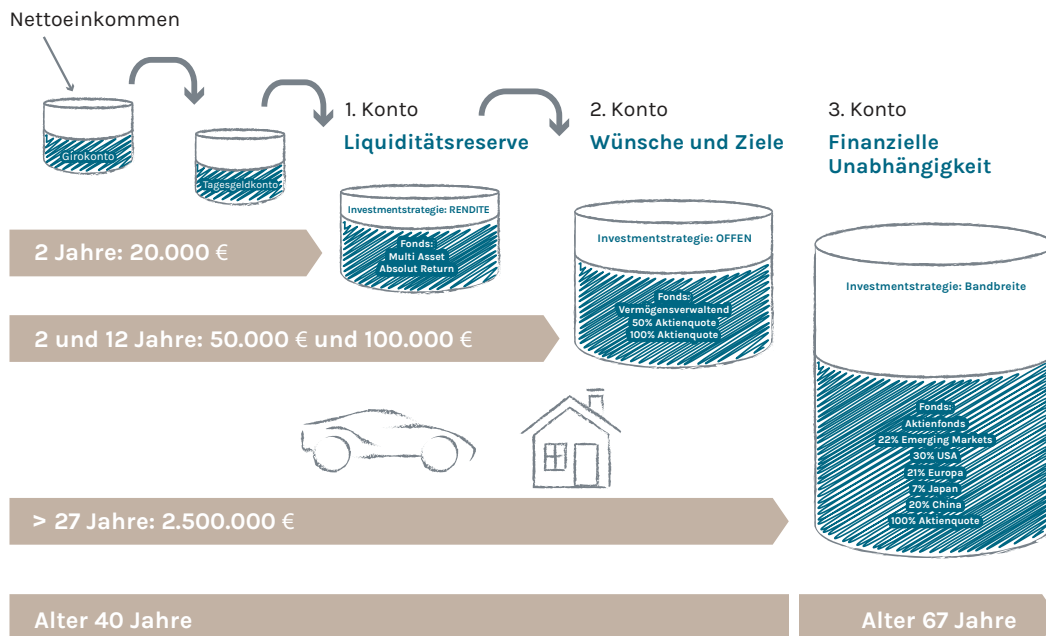 Nettoeinkommen
Girokonto
Tagesgeldkonto
1. Konto
Liquiditätsreserve
Investmentstrategie: RENDITE
Fonds:
Multi Asset
Absolut Return
2. Konto
Wünsche und Ziele
Investmentstrategie: OFFEN
Fonds:
Vermögensverwaltend
50% Aktienquote
100% Aktienquote
3. Konto
Finanzielle
Unabhängigkeit
Investmentstrategie: Bandbreite
Fonds:
Aktienfonds
22% Emerging Markets
30% USA
21% Europa
7% Japan
20% China
100% Aktienquote
2 Jahre: 20.000 €
2 und 12 Jahre: 50.000 € und 100.000 €
> 27 Jahre: 2.500.000 €
Alter 40 Jahre
Alter 67 Jahre